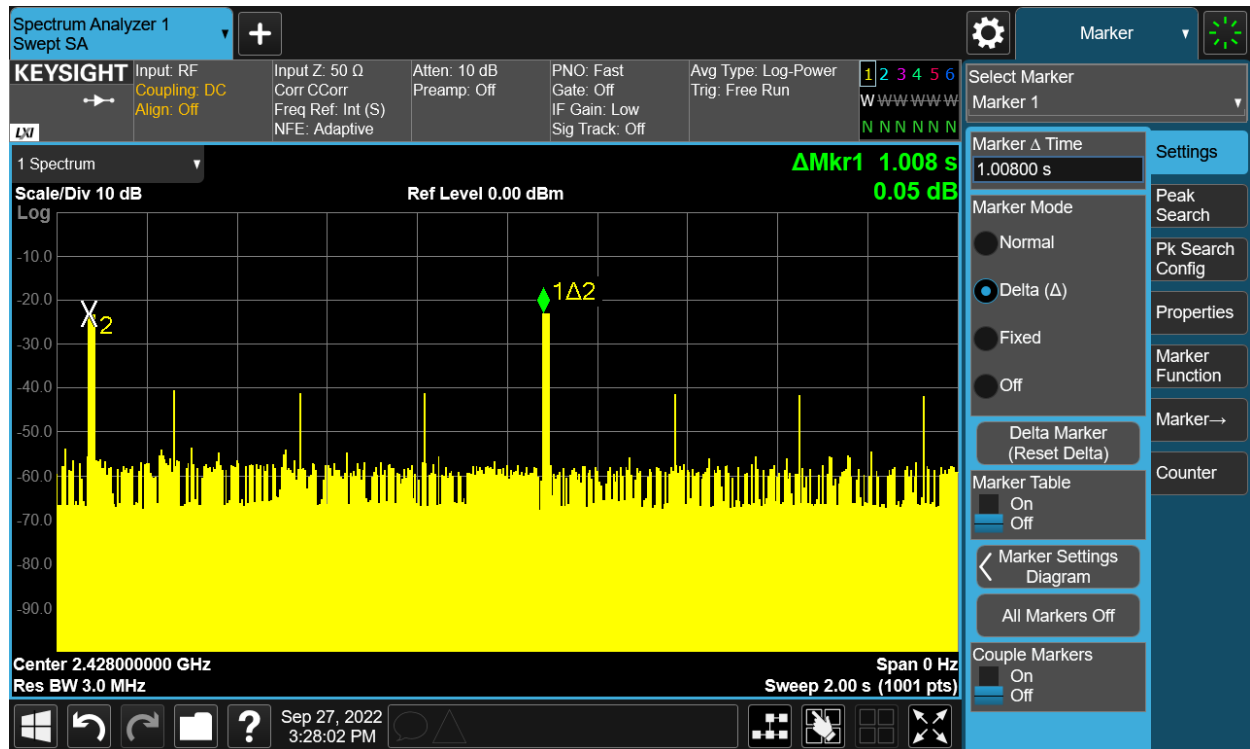 Spectrum Analyzer 1
Swept SA
+
Marker
KEYSIGHT
LXI
Input: RF
Coupling: DC
Align: Off
Input Z: 50 Ω
Corr CCorr
Freq Ref: Int (S)
NFE: Adaptive
Atten: 10 dB
Preamp: Off
PNO: Fast
Gate: Off
IF Gain: Low
Sig Track: Off
Avg Type: Log-Power
Trig: Free Run
1 2 3 4 5 6
W W W W W W
N N N N N N
1 Spectrum
ΔMkr1 1.008 s
0.05 dB
Scale/Div 10 dB
Ref Level 0.00 dBm
Log
-10.0
-20.0
-30.0
-40.0
-50.0
-60.0
-70.0
-80.0
-90.0
X2
1Δ2
Center 2.428000000 GHz
Span 0 Hz
Res BW 3.0 MHz
Sweep 2.00 s (1001 pts)
?
Sep 27, 2022
3:28:02 PM
Select Marker
Marker 1
Marker Δ Time
1.00800 s
Marker Mode
Normal
Delta (Δ)
Fixed
Off
Delta Marker
(Reset Delta)
Marker Table
On
Off
Marker Settings
Diagram
All Markers Off
Couple Markers
On
Off
Settings
Peak
Search
Pk Search
Config
Properties
Marker
Function
Marker→
Counter